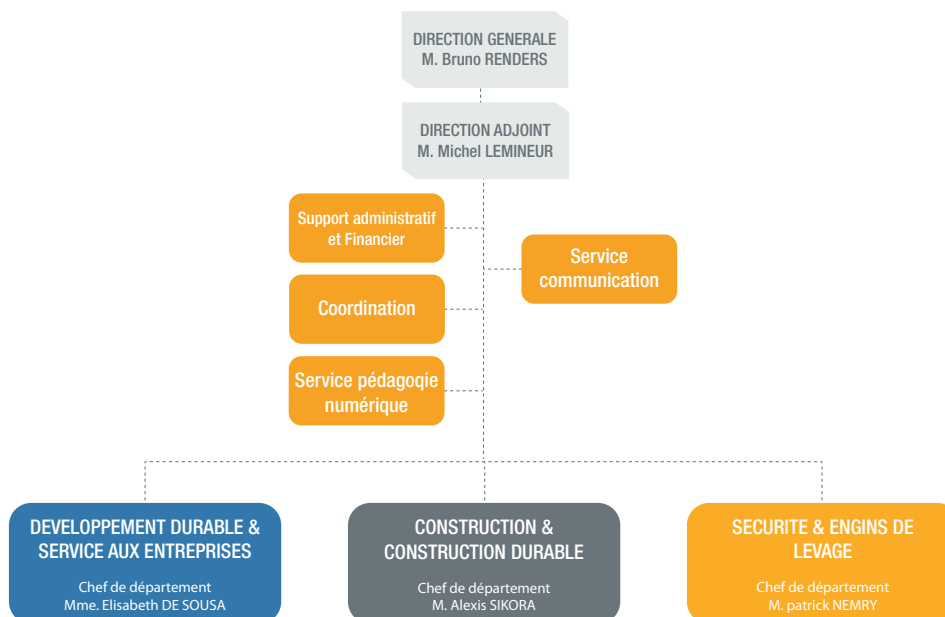 DIRECTION GENERALE
M. Bruno RENDERS
DIRECTION ADJOINT
M. Michel LEMINEUR
Support administratif
et Financier
Service
communication
Coordination
Service pédagoqie
numérique
DEVELOPPEMENT DURABLE &
SERVICE AUX ENTREPRISES
Chef de département
Mme. Elisabeth DE SOUSA
CONSTRUCTION &
CONSTRUCTION DURABLE
Chef de département
M. Alexis SIKORA
SECURITE & ENGINS DE
LEVAGE
Chef de département
M. patrick NEMRY